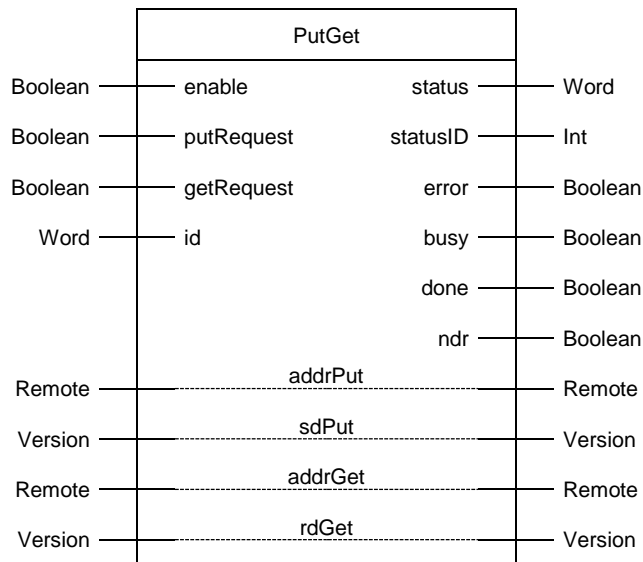 PutGet
Boolean enable status Word
Boolean putRequest statusID Int
Boolean getRequest error Boolean
Word id busy Boolean
done Boolean
ndr Boolean
Remote addrPut Remote
Version sdPut Version
Remote addrGet Remote
Version rdGet Version